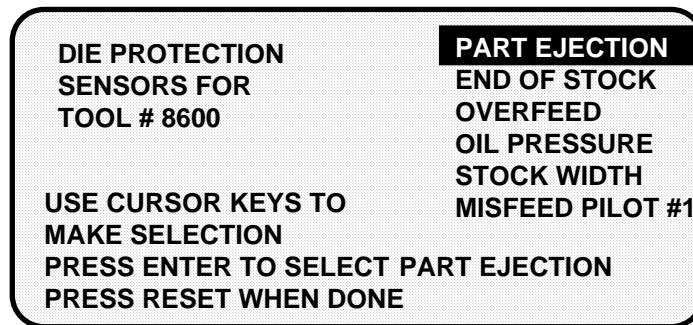 DIE PROTECTION
SENSORS FOR
TOOL # 8600
PART EJECTION
END OF STOCK
OVERFEED
OIL PRESSURE
STOCK WIDTH
MISFEED PILOT #1
USE CURSOR KEYS TO
MAKE SELECTION
PRESS ENTER TO SELECT PART EJECTION
PRESS RESET WHEN DONE